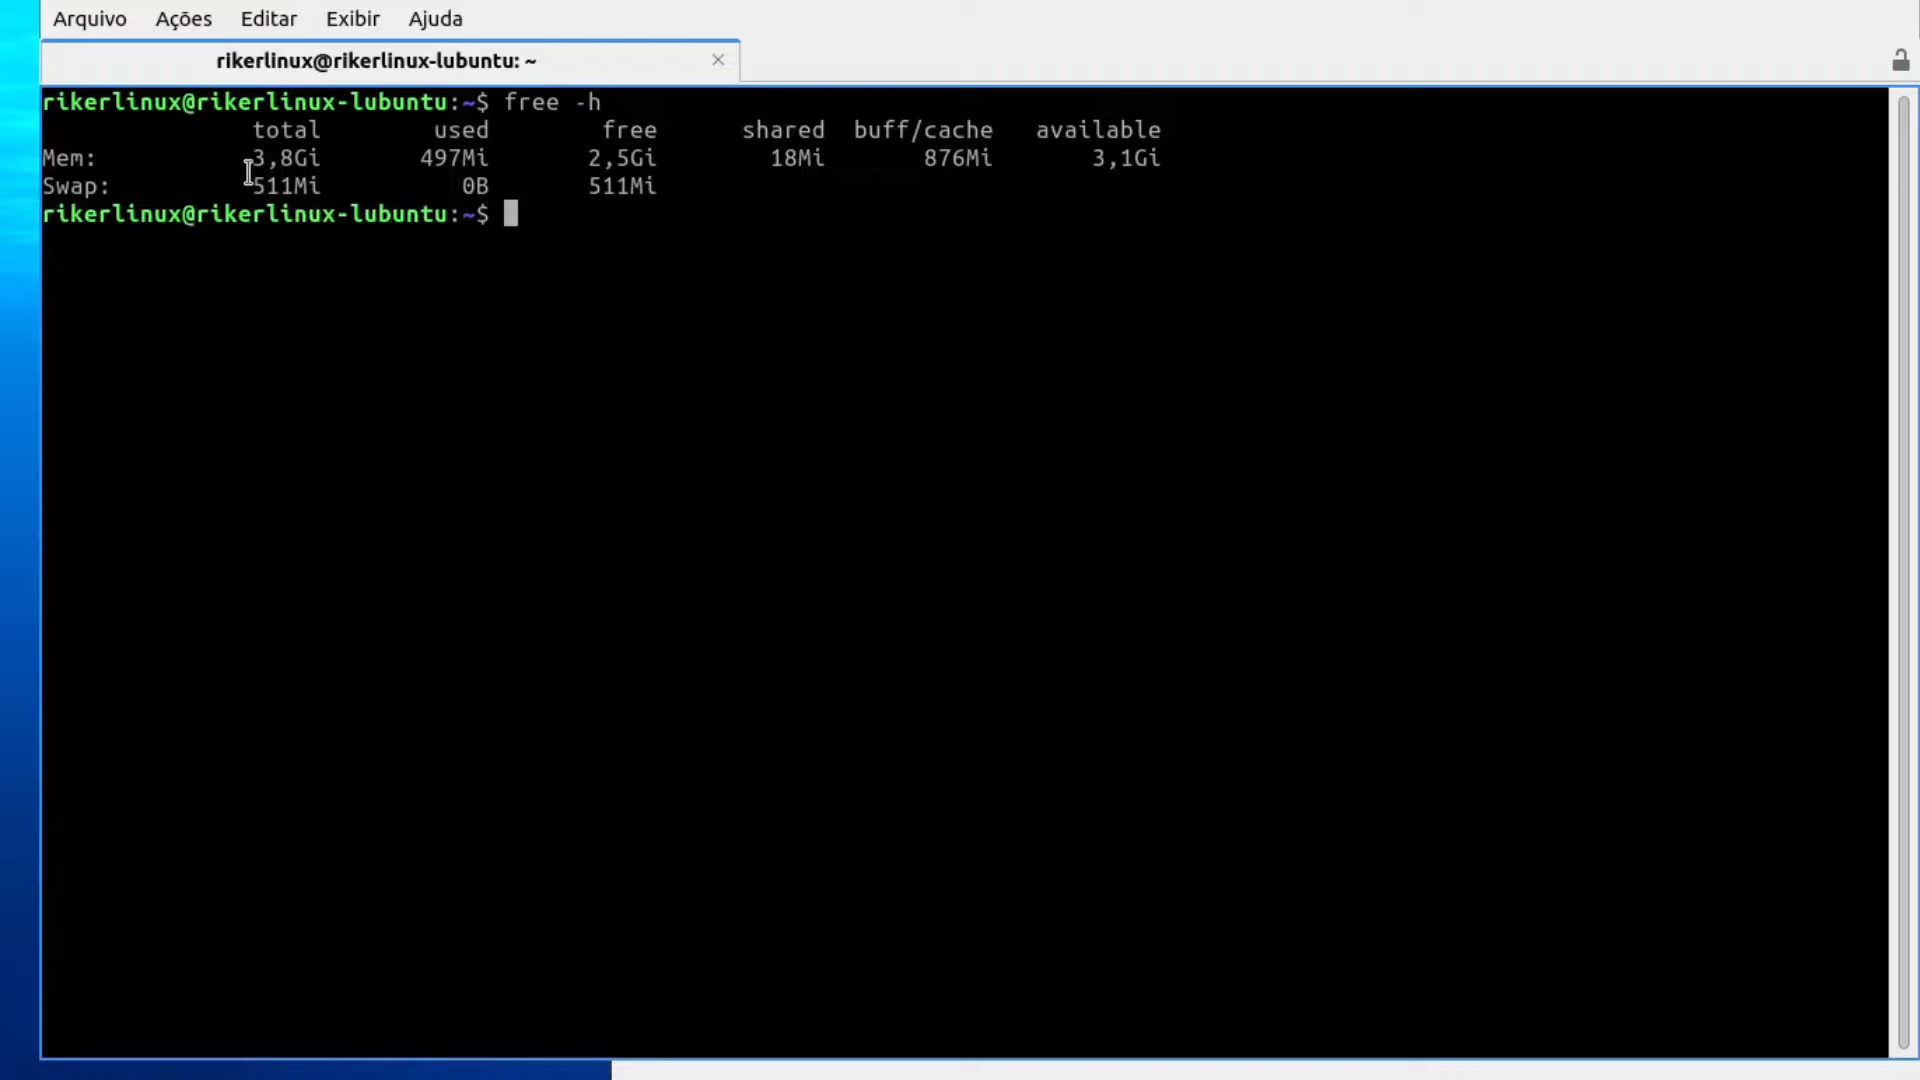 Arquivo Ações Editar Exibir Ajuda
rikerlinux@rikerlinux-lubuntu: ~ ×
rikerlinux@rikerlinux-lubuntu:~$ free -h
total used free shared buff/cache available
Mem: 3,8Gi 497Mi 2,5Gi 18Mi 876Mi 3,1Gi
Swap: 511Mi 0B 511Mi
rikerlinux@rikerlinux-lubuntu:~$